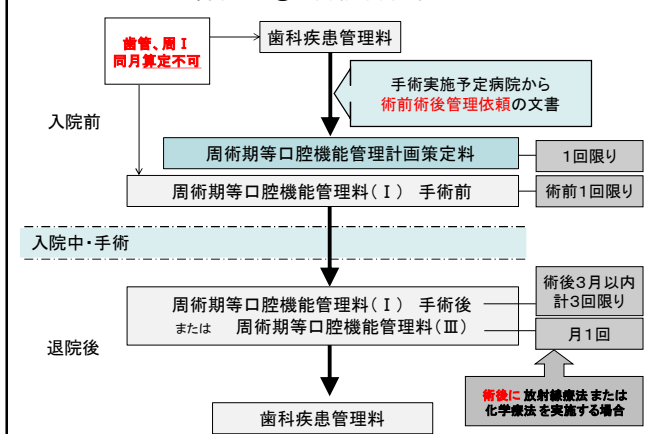 歯管、周Ⅰ
同月算定不可
歯科疾患管理料
手術実施予定病院から
術前術後管理依頼の文書
入院前
周術期等口腔機能管理計画策定料
1回限り
周術期等口腔機能管理料(Ⅰ) 手術前
術前1回限り
入院中・手術
術後3月以内
計3回限り
周術期等口腔機能管理料(Ⅰ) 手術後
または 周術期等口腔機能管理料(Ⅲ)
月1回
退院後
術後に 放射線療法 または
化学療法 を実施する場合
歯科疾患管理料